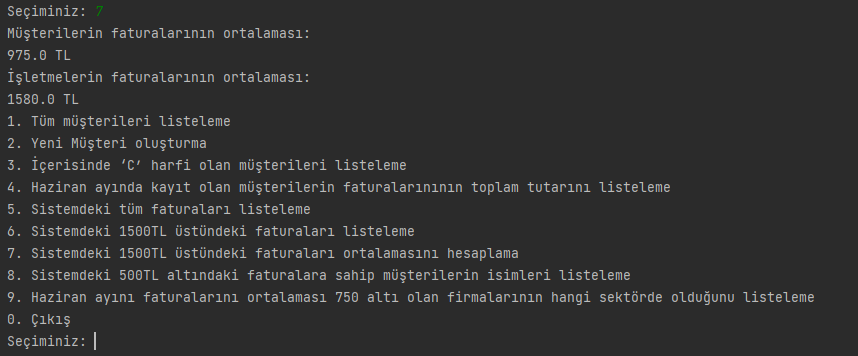 Seçiminiz: 7
Müşterilerin faturalarının ortalaması:
975.0 TL
İşletmelerin faturalarının ortalaması:
1580.0 TL
1. Tüm müşterileri listeleme
2. Yeni Müşteri oluşturma
3. İçerisinde ‘C’ harfi olan müşterileri listeleme
4. Haziran ayında kayıt olan müşterilerin faturalarınının toplam tutarını listeleme
5. Sistemdeki tüm faturaları listeleme
6. Sistemdeki 1500TL üstündeki faturaları listeleme
7. Sistemdeki 1500TL üstündeki faturaları ortalamasını hesaplama
8. Sistemdeki 500TL altındaki faturalara sahip müşterilerin isimleri listeleme
9. Haziran ayını faturalarını ortalaması 750 altı olan firmalarının hangi sektörde olduğunu listeleme
0. Çıkış
Seçiminiz: